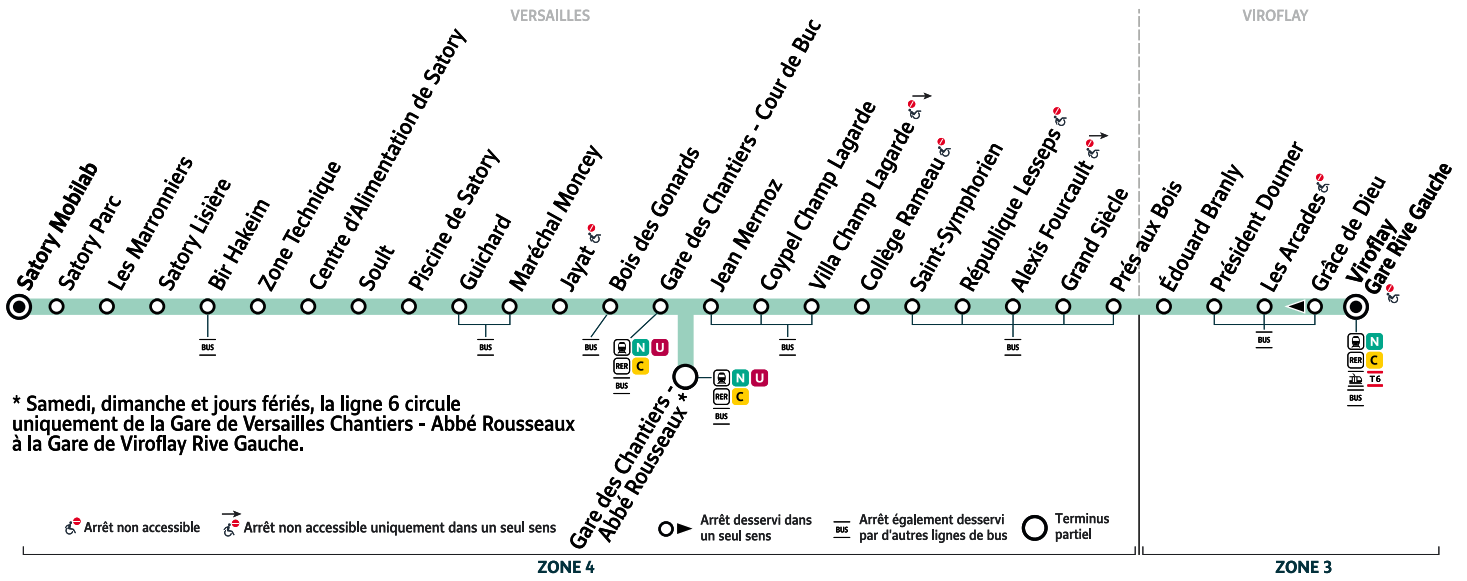 VERSAILLES
VIROFLAY
Satory Mobilab
Satory Parc
Les Marronniers
Satory Lisière
Bir Hakeim
Zone Technique
Centre d'Alimentation de Satory
Soult
Piscine de Satory
Guichard
Maréchal Moncey
Jayat
Bois des Gonards
Gare des Chantiers - Cour de Buc
Jean Mermoz
Coypel Champ Lagarde
Villa Champ Lagarde
Collège Rameau
Saint-Symphorien
République Lesseps
Alexis Fourcault
Grand Siècle
Prés aux Bois
Édouard Branly
Président Doumer
Les Arcades
Grâce de Dieu
Viroflay
Gare Rive Gauche
BUS
BUS
BUS
N U
RER C
BUS
BUS
BUS
BUS
N
RER C
T6
BUS
Gare des Chantiers -
Abbé Rousseaux *
N U
RER C
BUS
* Samedi, dimanche et jours fériés, la ligne 6 circule
uniquement de la Gare de Versailles Chantiers - Abbé Rousseaux
à la Gare de Viroflay Rive Gauche.
Arrêt non accessible
Arrêt non accessible uniquement dans un seul sens
Arrêt desservi dans
un seul sens
BUS
Arrêt également desservi
par d'autres lignes de bus
Terminus
partiel
ZONE 4
ZONE 3